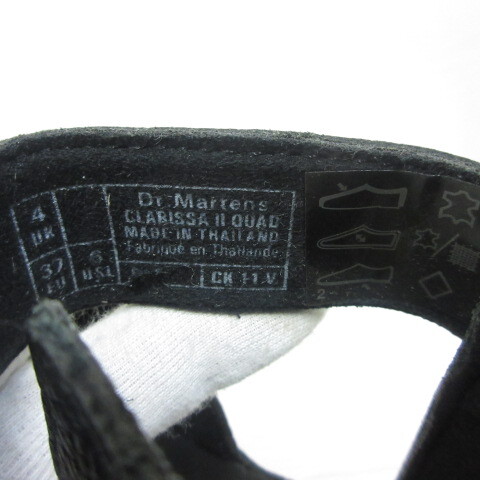 4
UK
37
EU
6
USL
Dr. Martens
CLARISSA II QUAD
MADE IN THAILAND
Fabriqué en Thaïlande
CK 11 V